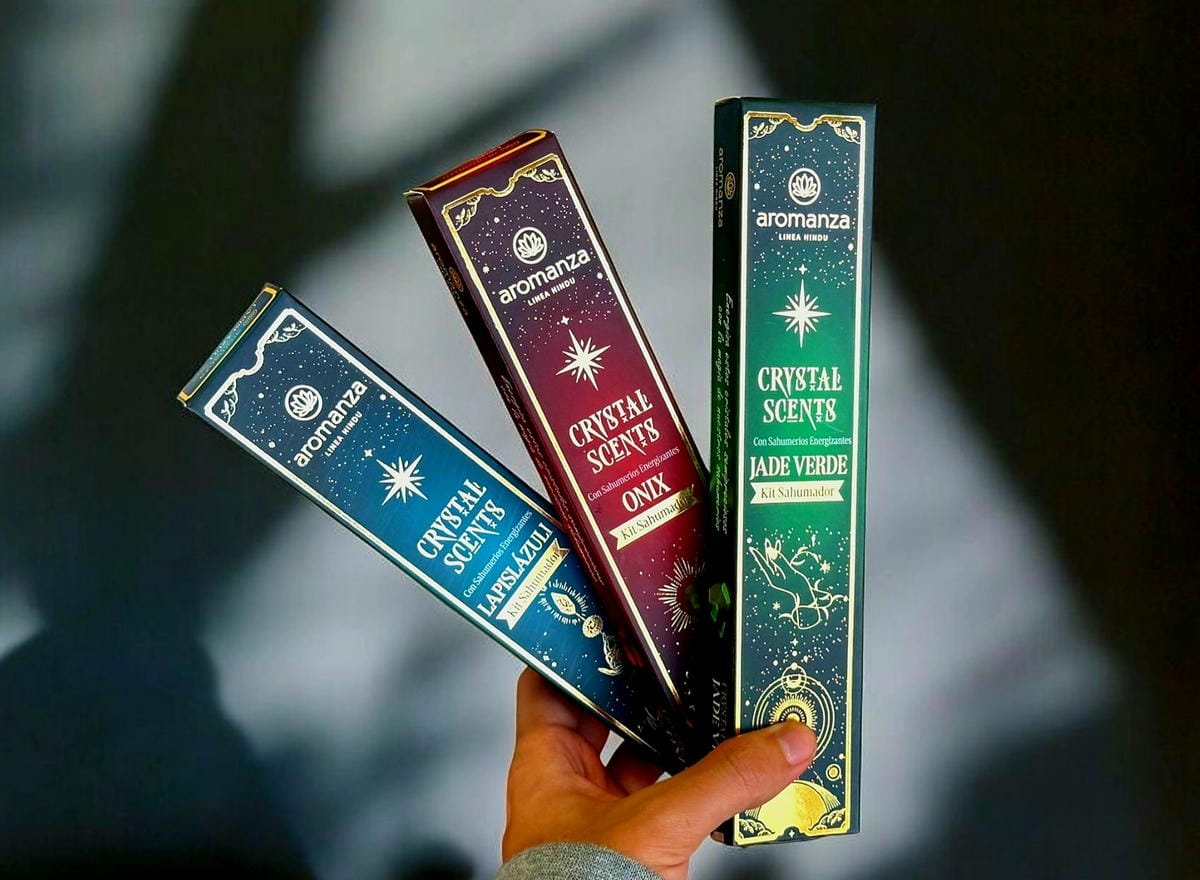 aromanza
LINEA HINDU
CRYSTAL
SCENTS
Con Sahumerios Energizantes
LAPISLÁZULI
Kit Sahumador
aromanza
LINEA HINDU
CRYSTAL
SCENTS
Con Sahumerios Energizantes
ONIX
Kit Sahumador
aromanza
LINEA HINDU
CRYSTAL
SCENTS
Con Sahumerios Energizantes
JADE VERDE
Kit Sahumador
aromanza